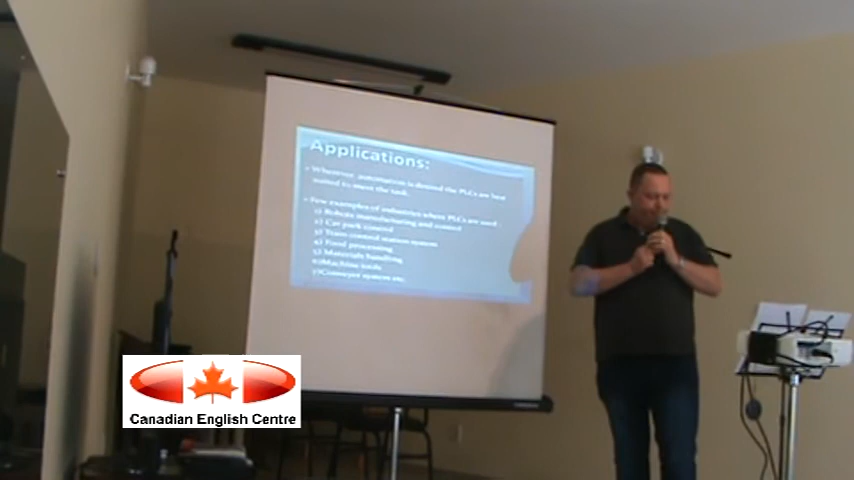 Applications:
Wherever automation is desired the PLCs are best
suited to meet the task.
Few examples of industries where PLCs are used
1) Robots manufacturing and control
2) Car park control
3) Train control station system
4) Food processing
5) Materials handling
6)Machine tools
7)Conveyer system etc.
Canadian English Centre